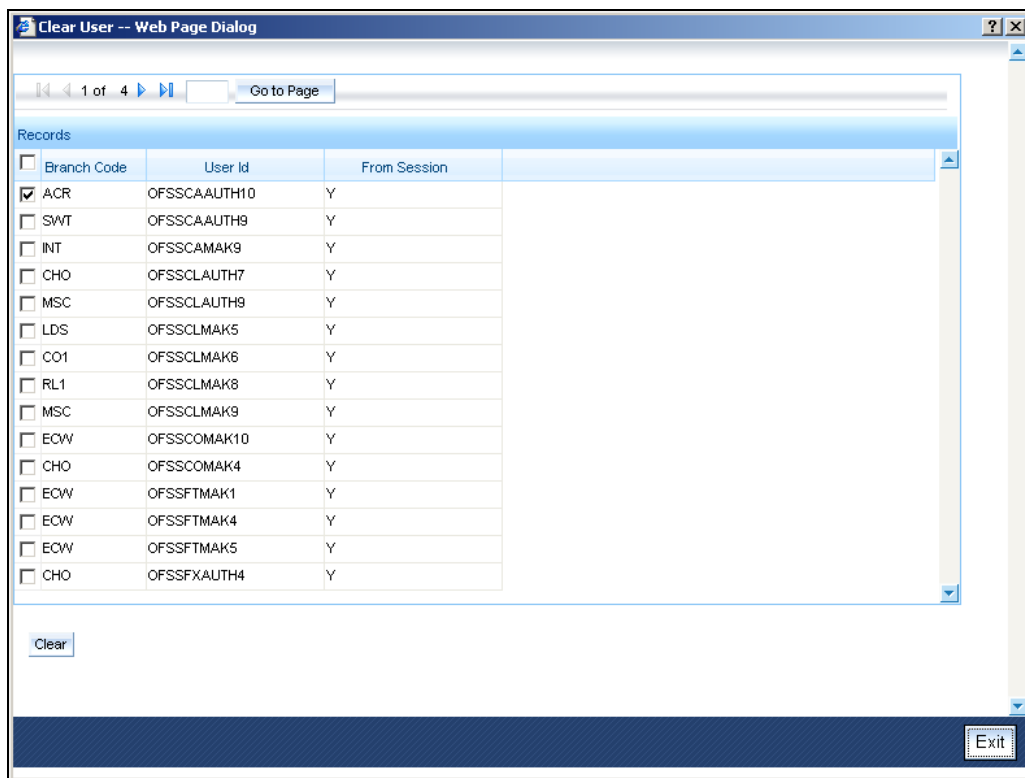 Clear User -- Web Page Dialog
1 of 4 Go to Page
Records
Branch Code User Id From Session
ACR OFSSCAAUTH10 Y
SWT OFSSCAAUTH9 Y
INT OFSSCAMAK9 Y
CHO OFSSCLAUTH7 Y
MSC OFSSCLAUTH9 Y
LDS OFSSCLMAK5 Y
CO1 OFSSCLMAK6 Y
RL1 OFSSCLMAK8 Y
MSC OFSSCLMAK9 Y
ECW OFSSCOMAK10 Y
CHO OFSSCOMAK4 Y
ECW OFSSFTMAK1 Y
ECW OFSSFTMAK4 Y
ECW OFSSFTMAK5 Y
CHO OFSSFXAUTH4 Y
Clear
Exit